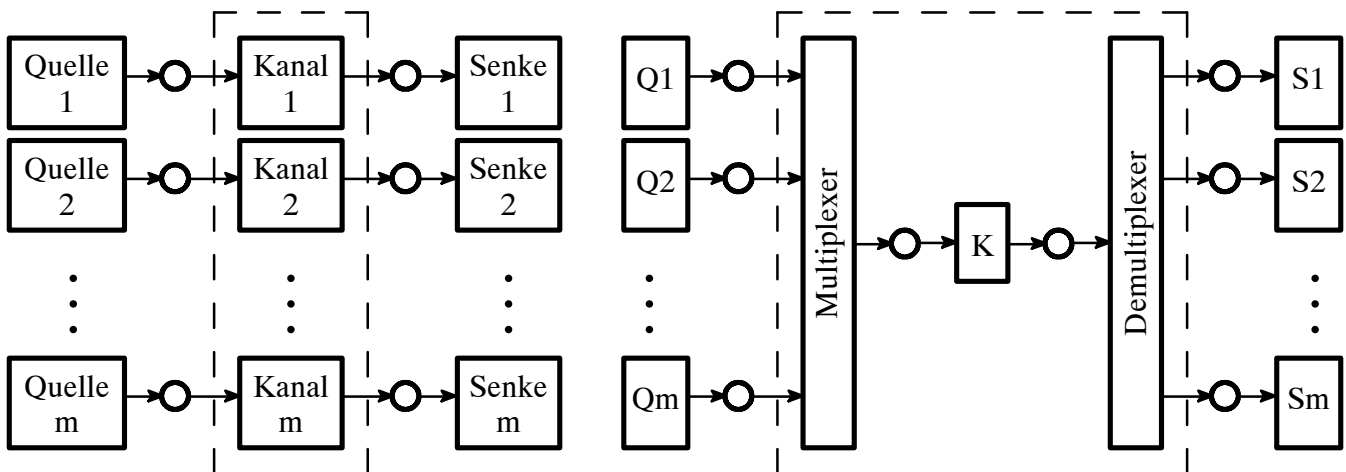 Quelle
1
Kanal
1
Senke
1
Quelle
2
Kanal
2
Senke
2
Quelle
m
Kanal
m
Senke
m
Q1
Q2
Qm
Multiplexer
K
Demultiplexer
S1
S2
Sm